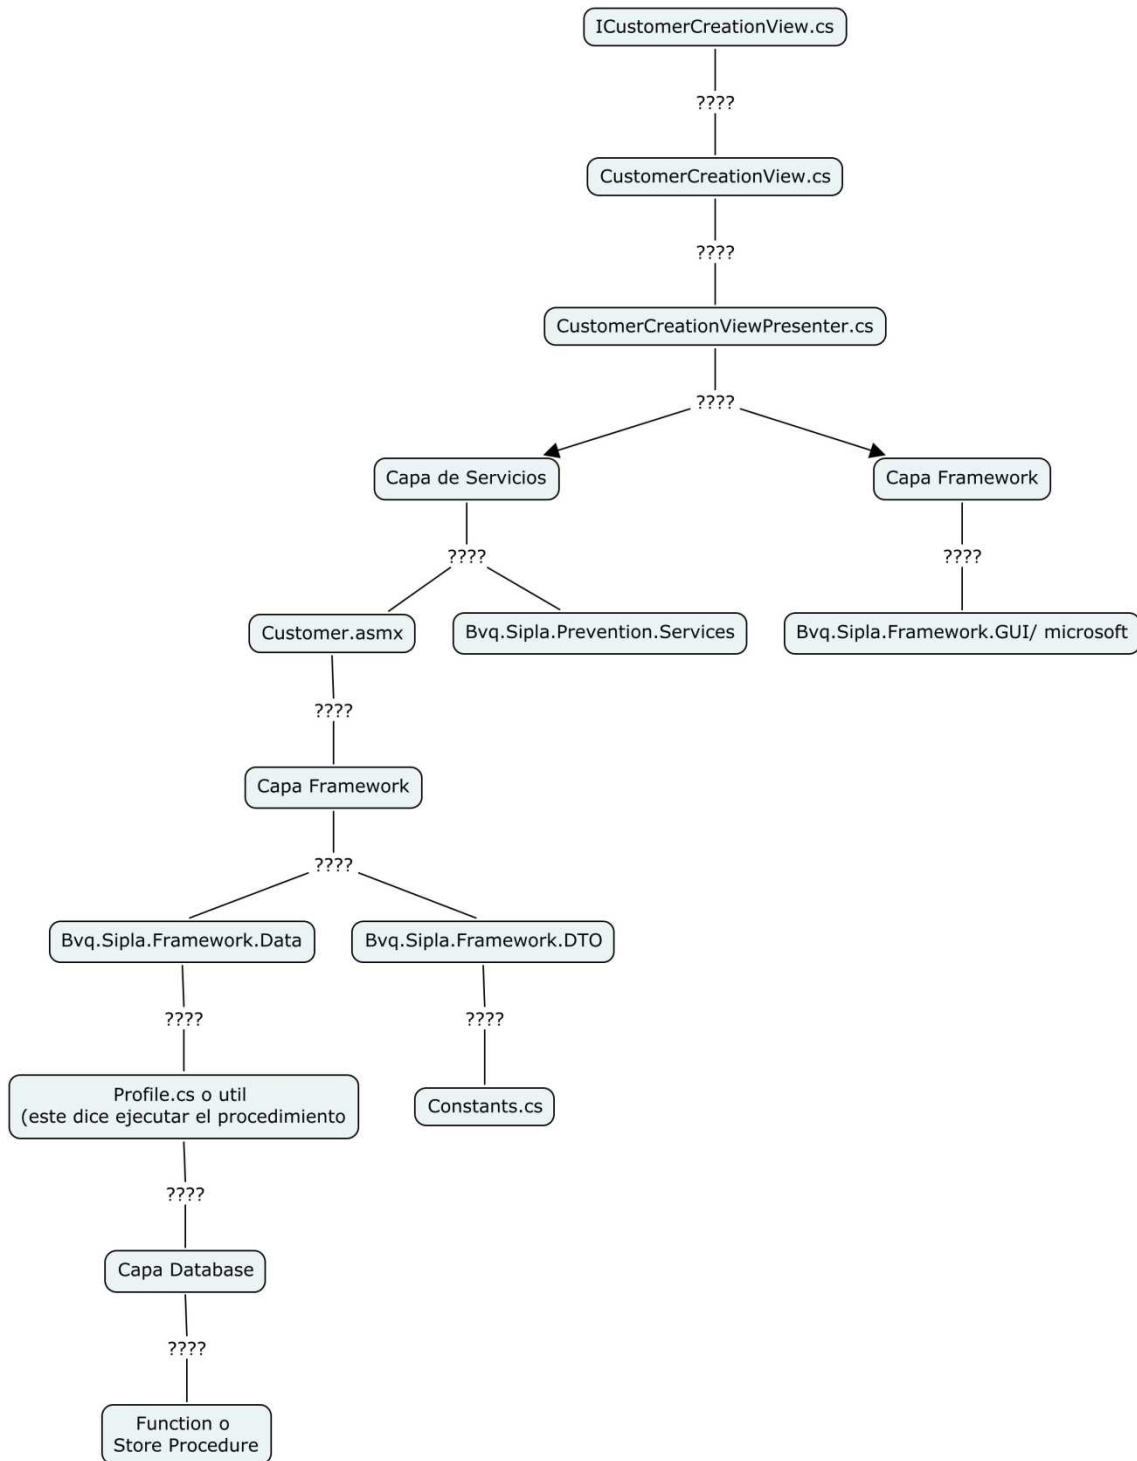 ICustomerCreationView.cs
????
CustomerCreationView.cs
????
CustomerCreationViewPresenter.cs
????
Capa de Servicios
Capa Framework
????
????
Customer.asmx
Bvq.Sipla.Prevention.Services
Bvq.Sipla.Framework.GUI/ microsoft
????
Capa Framework
????
Bvq.Sipla.Framework.Data
Bvq.Sipla.Framework.DTO
????
????
Profile.cs o util
(este dice ejecutar el procedimiento
Constants.cs
????
Capa Database
????
Function o
Store Procedure